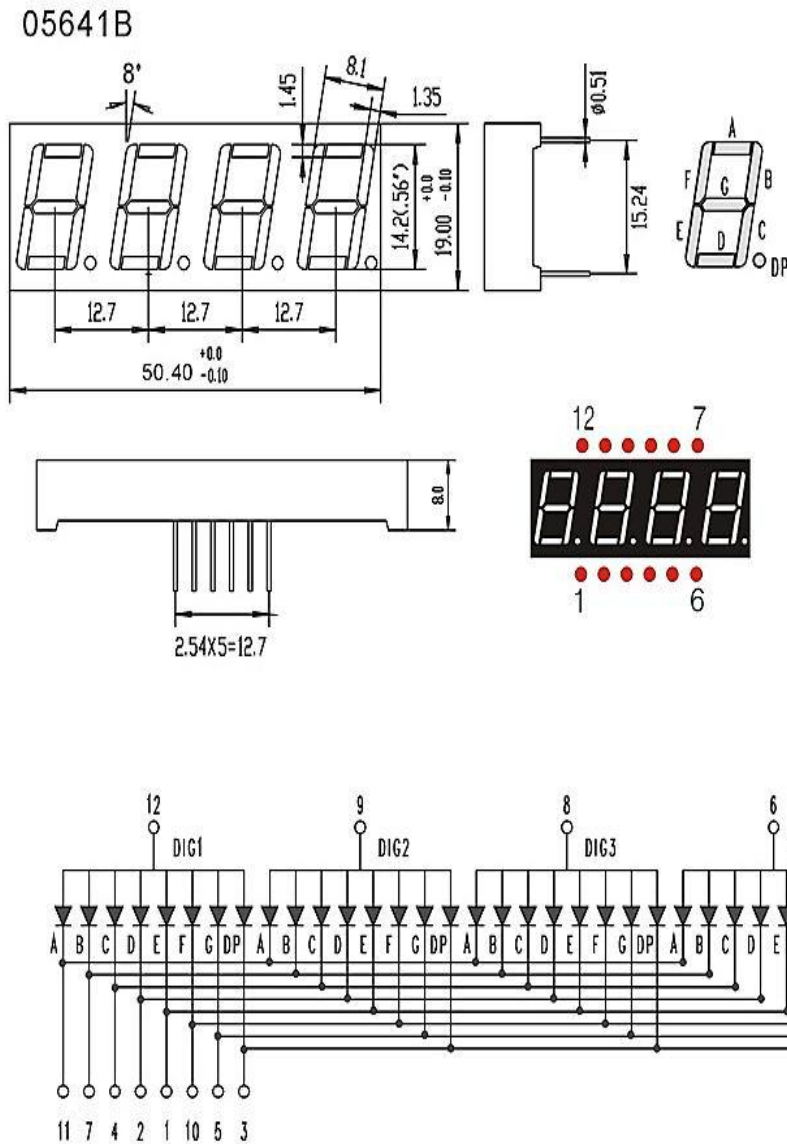 05641B
8°
1.45
8.1
1.35
ø0.51
14.2(.56")
19.00 +0.0 -0.10
15.24
A
F
B
G
E
D
C
DP
12.7
12.7
12.7
50.40 +0.0 -0.10
8.0
2.54X5=12.7
12
7
1
6
12
9
8
6
DIG1
DIG2
DIG3
A B C D E F G DP A B C D E F G DP A B C D E F G DP A B C D E
11 7 4 2 1 10 5 3